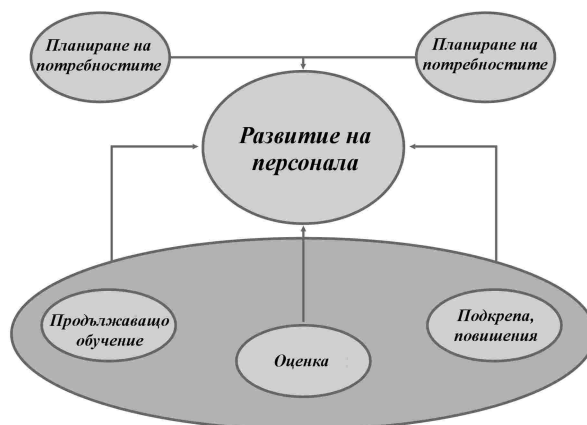 Планиране на
потребностите
Планиране на
потребностите
Развитие на
персонала
Продължаващо
обучение
Оценка
Подкрепа,
повишения